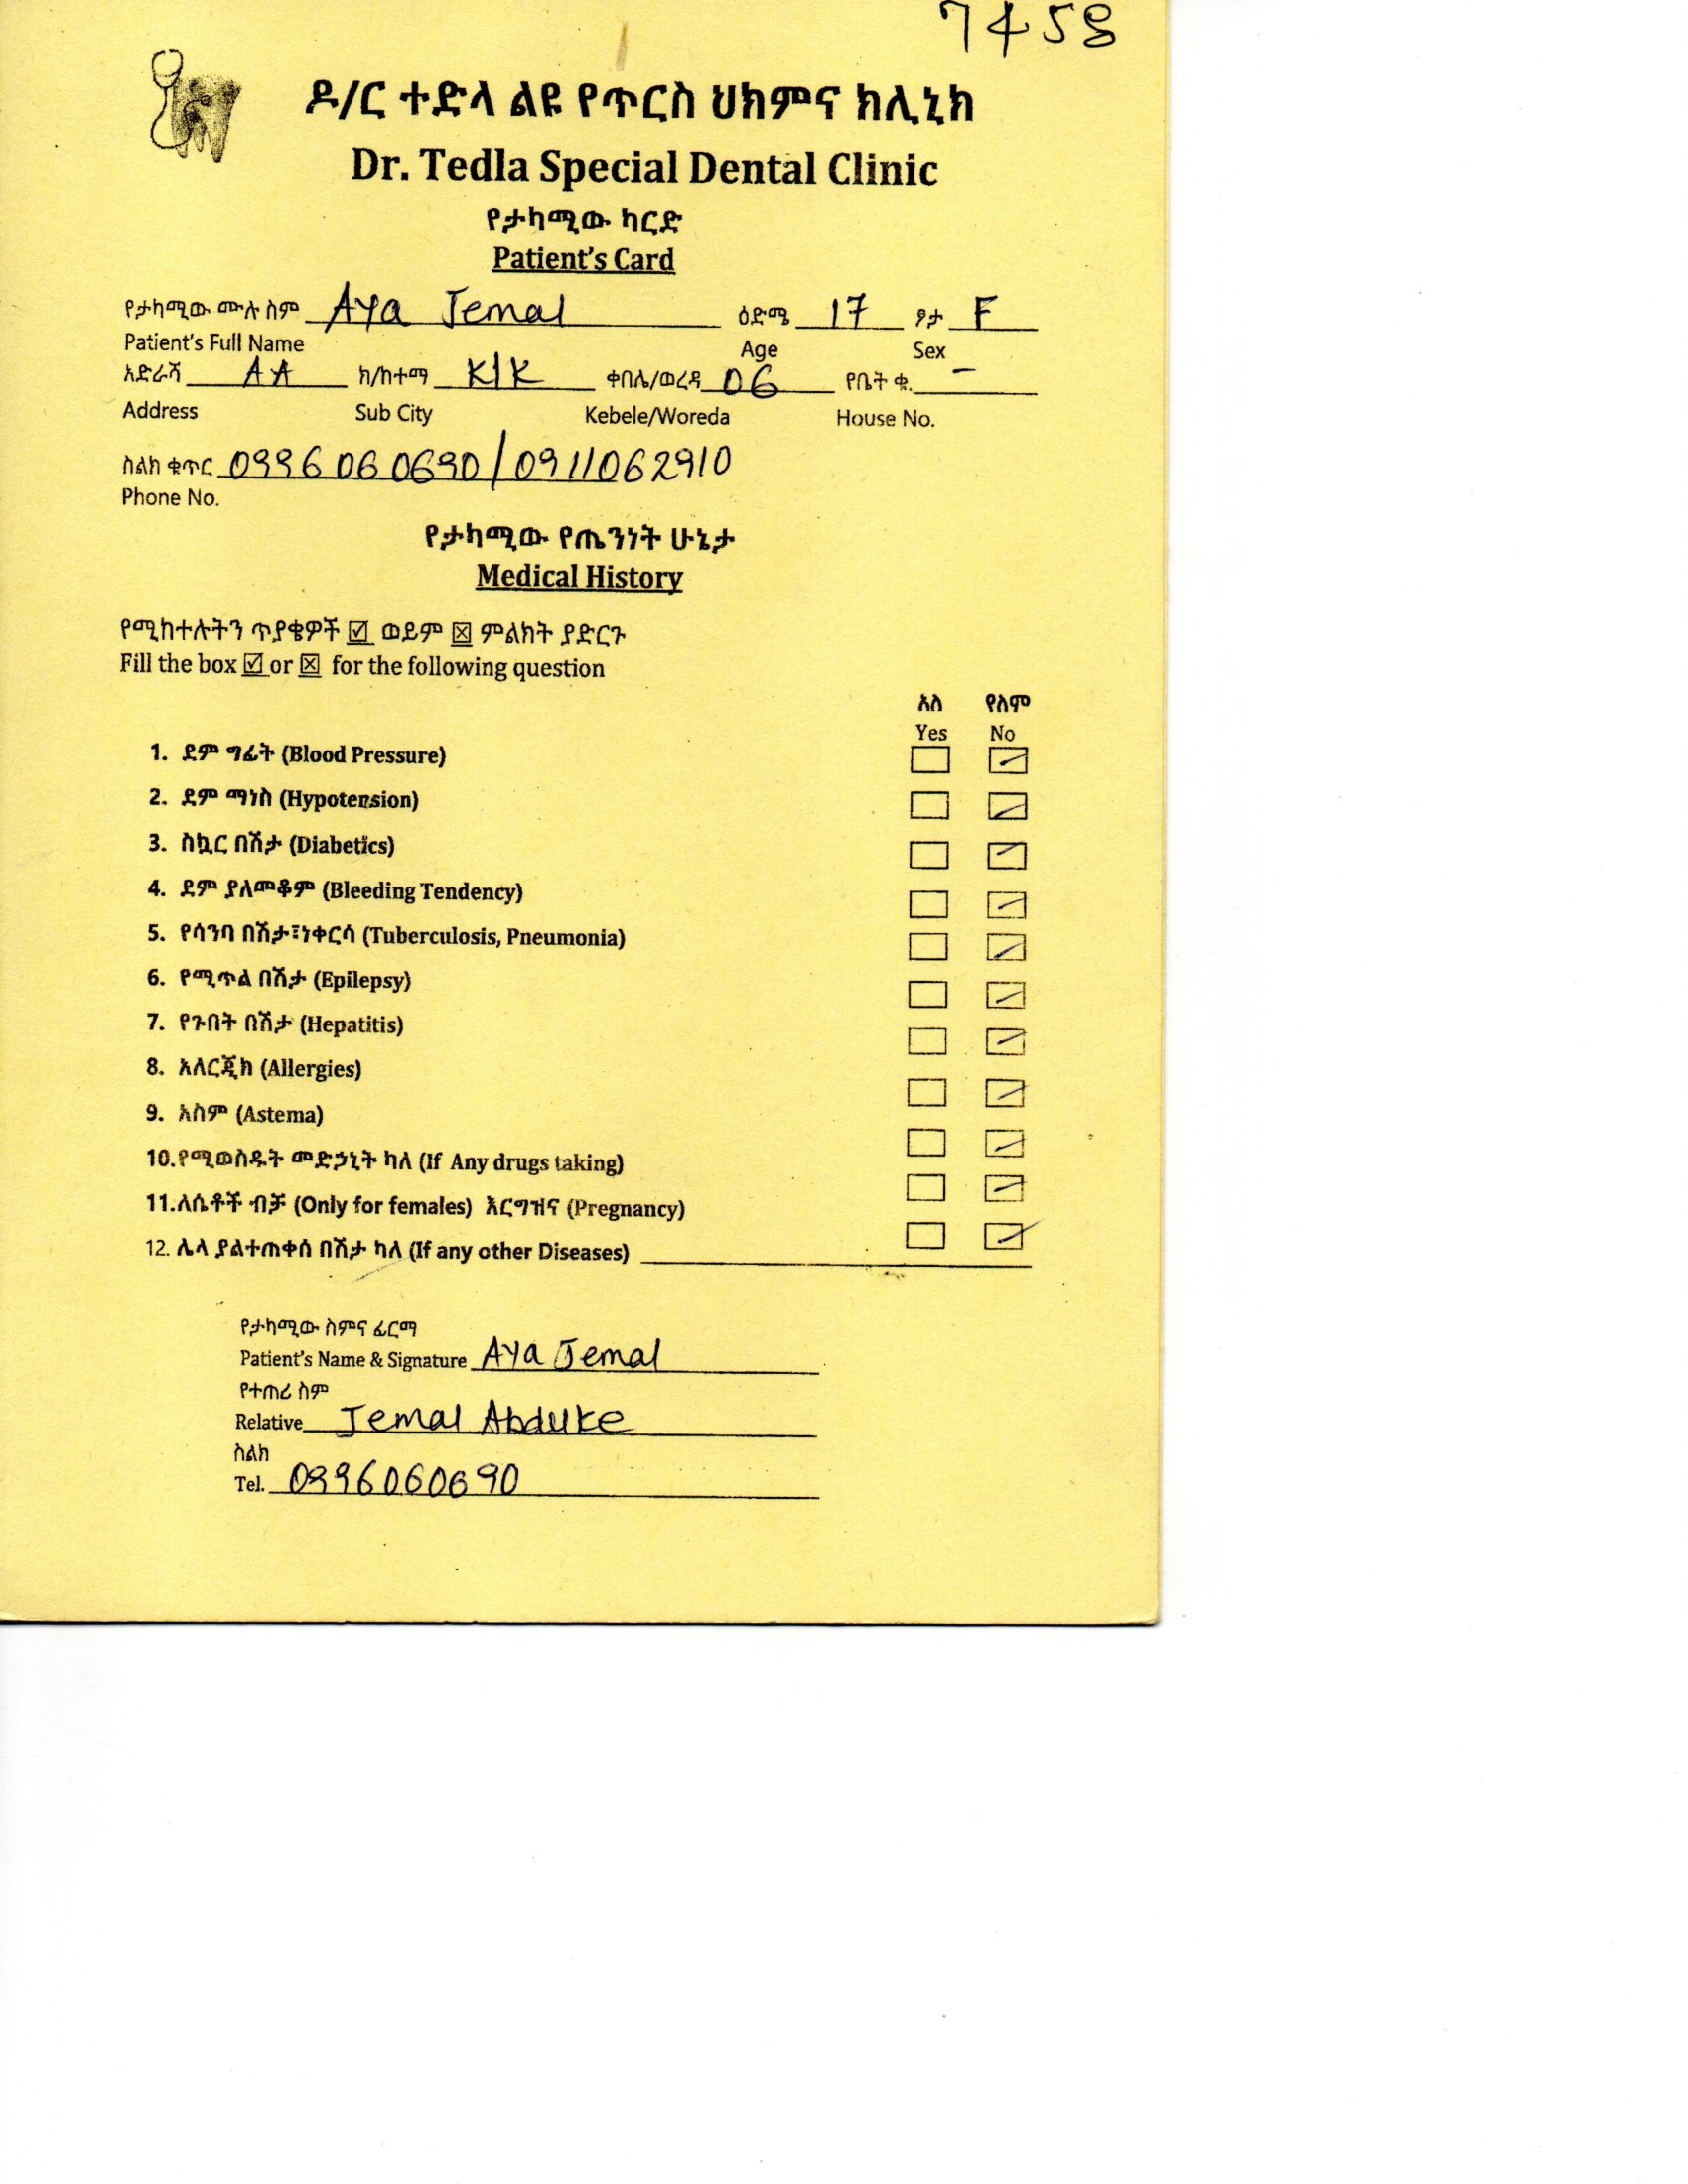 7458
ዶ/ር ተድላ ልዩ የጥርስ ህክምና ክሊኒክ
Dr. Tedla Special Dental Clinic
የታካሚው ካርድ
Patient's Card
የታካሚው ሙሉ ስም Aya Jemal ዕድሜ 17 ፆታ F
Patient's Full Name Age Sex
አድራሻ AA ክ/ከተማ K/K ቀበሌ/ወረዳ 06 የቤት ቁ. -
Address Sub City Kebele/Woreda House No.
ስልክ ቁጥር 0996060690/0911062910
Phone No.
የታካሚው የጤንነት ሁኔታ
Medical History
የሚከተሉትን ጥያቄዎች ☑ ወይም ☒ ምልክት ያድርጉ
Fill the box ☑ or ☒ for the following question
አለ የለም
Yes No
1. ደም ግፊት (Blood Pressure)
2. ደም ማነስ (Hypotension)
3. ስኳር በሽታ (Diabetics)
4. ደም ያለመቆም (Bleeding Tendency)
5. የሳንባ በሽታ፣ነቀርሳ (Tuberculosis, Pneumonia)
6. የሚጥል በሽታ (Epilepsy)
7. የጉበት በሽታ (Hepatitis)
8. አለርጂክ (Allergies)
9. አስም (Astema)
10.የሚወስዱት መድኃኒት ካለ (If Any drugs taking)
11.ለሴቶች ብቻ (Only for females) እርግዝና (Pregnancy)
12. ሌላ ያልተጠቀሰ በሽታ ካለ (If any other Diseases)
የታካሚው ስምና ፊርማ
Patient's Name & Signature Aya Jemal
የተጠሪ ስም
Relative Jemal Abduke
ስልክ
Tel. 0996060690